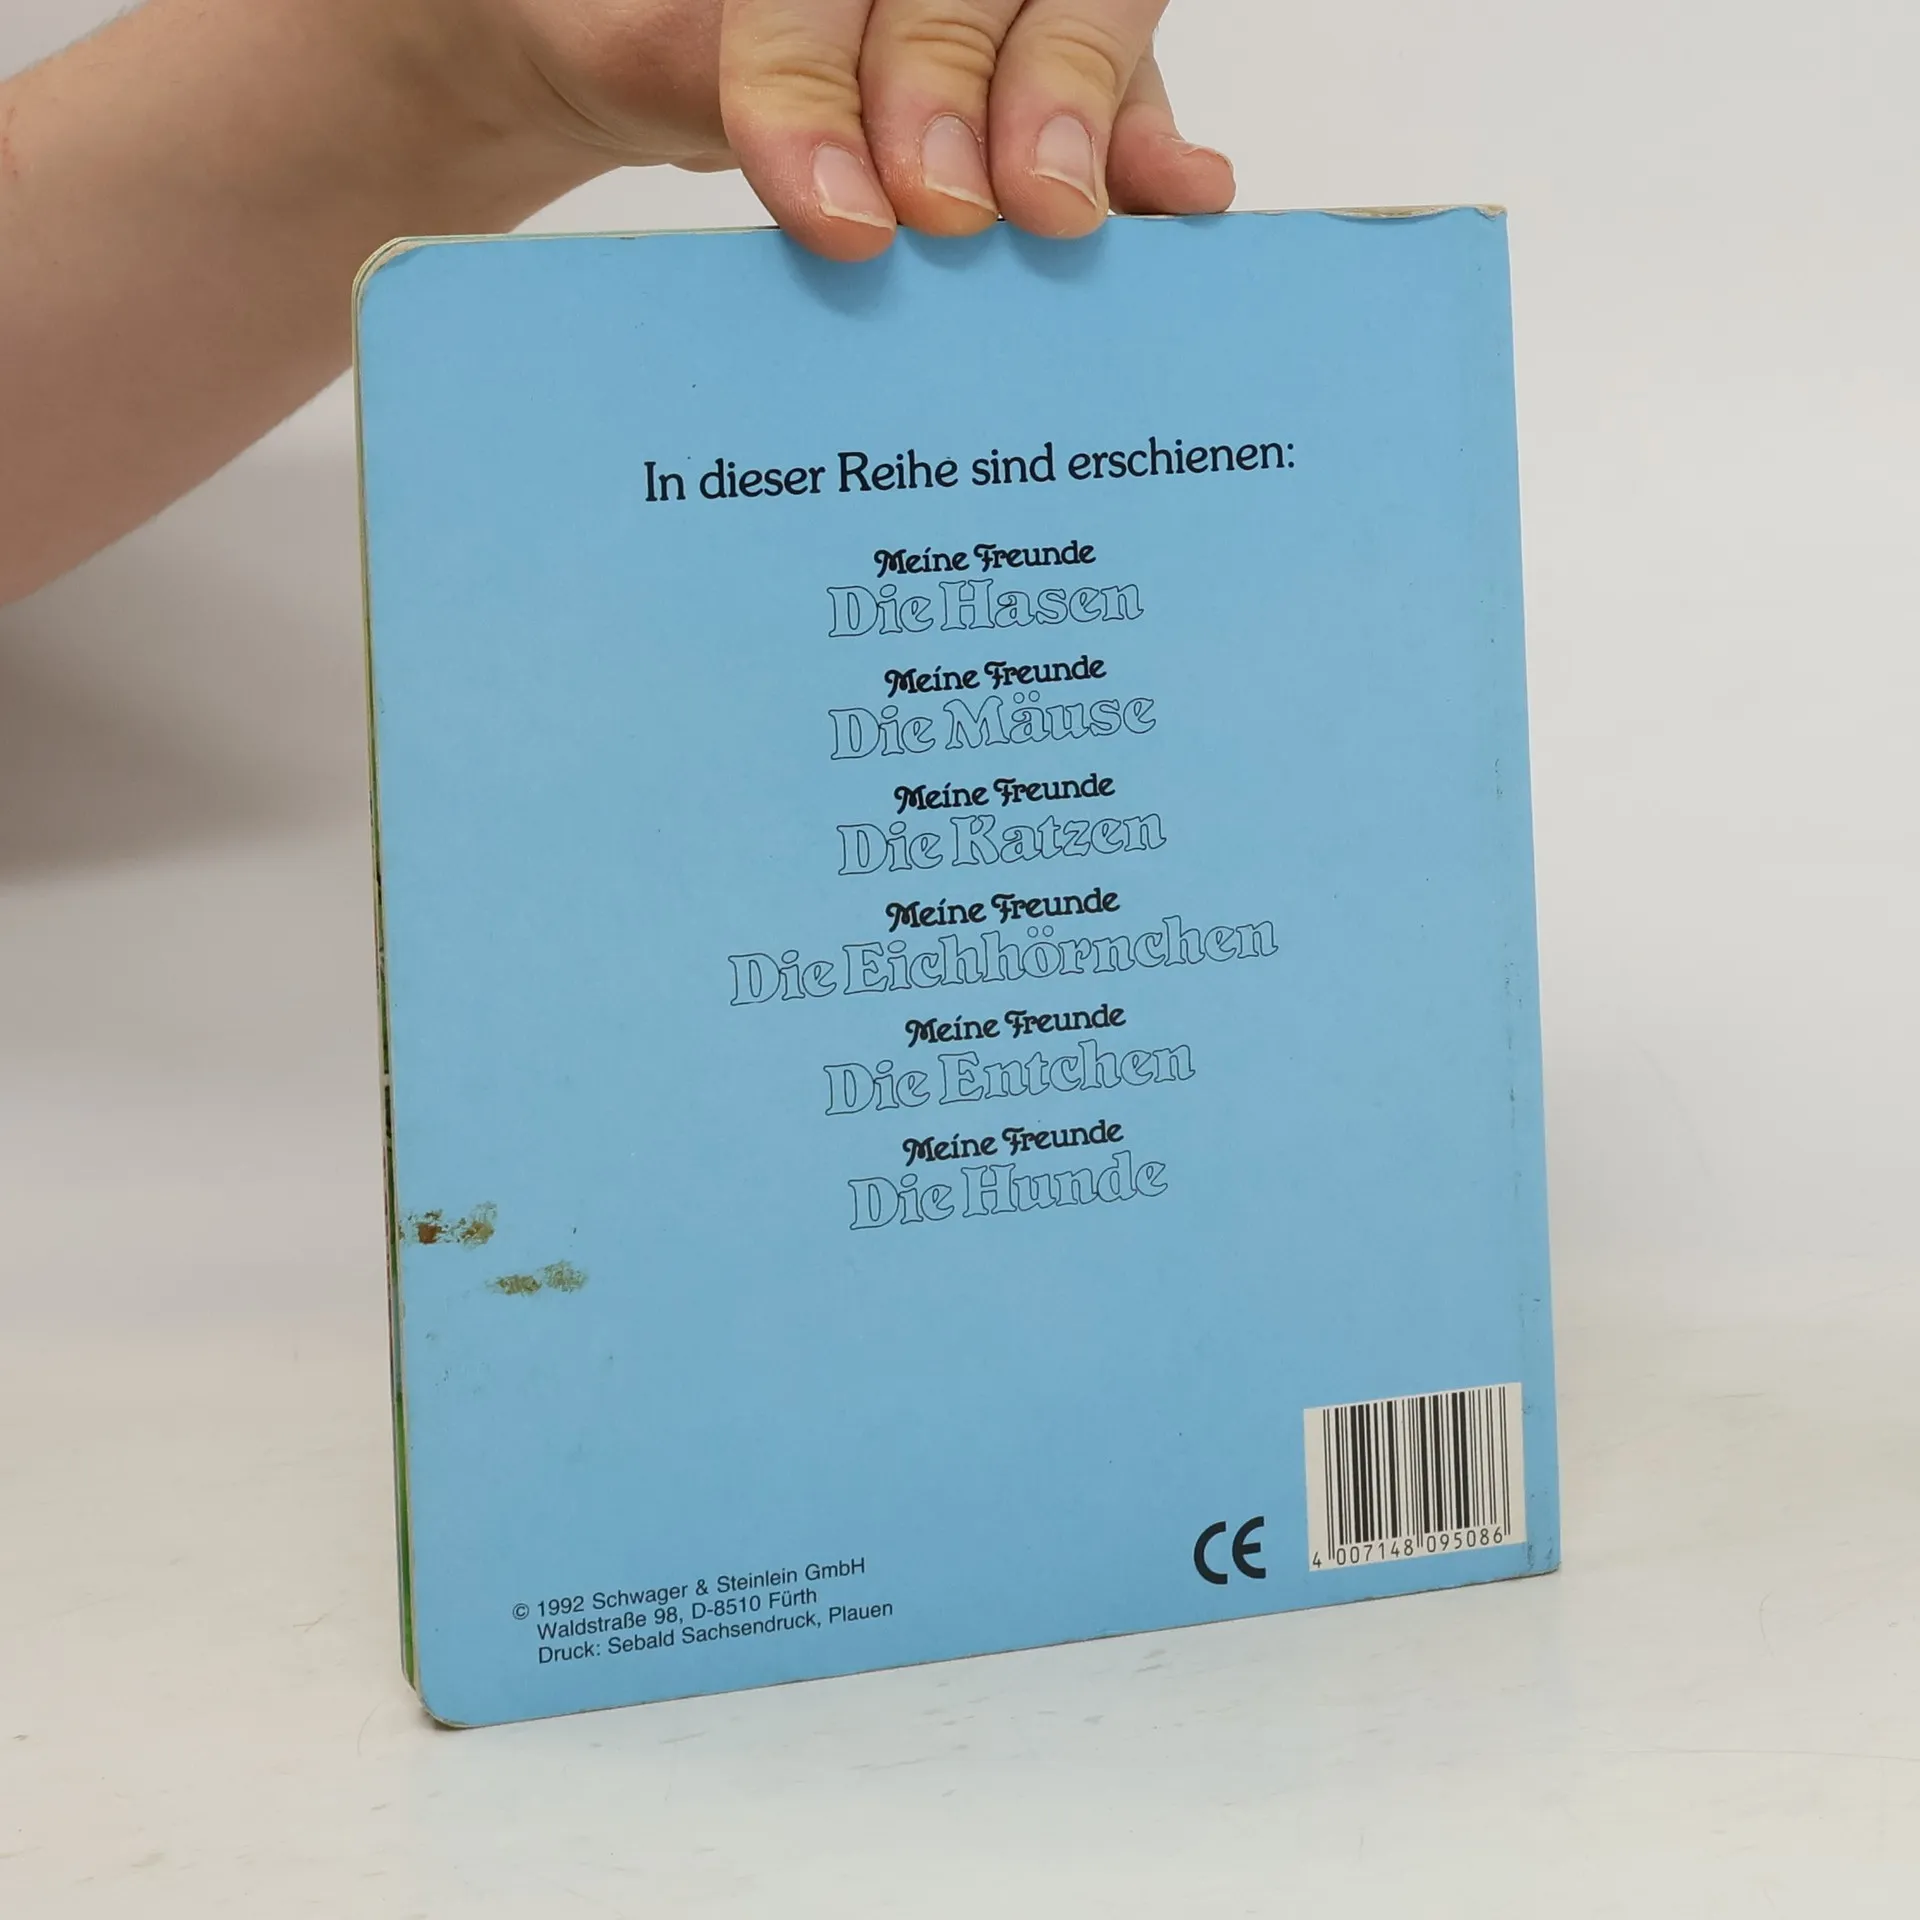 In dieser Reihe sind erschienen:
Meine Freunde
Die Hasen
Meine Freunde
Die Mäuse
Meine Freunde
Die Katzen
Meine Freunde
Die Eichhörnchen
Meine Freunde
Die Entchen
Meine Freunde
Die Hunde
© 1992 Schwager & Steinlein GmbH
Waldstraße 98, D-8510 Fürth
Druck: Sebald Sachsendruck, Plauen
CE
4 007148 095086